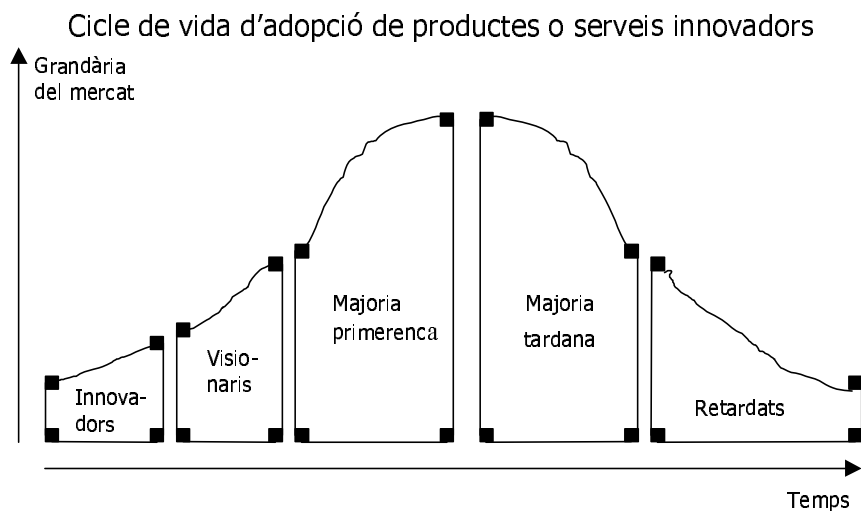 Cicle de vida d'adopció de productes o serveis innovadors
Grandària
del mercat
Innova-
dors
Visio-
naris
Majoria
primerenca
Majoria
tardana
Retardats
Temps